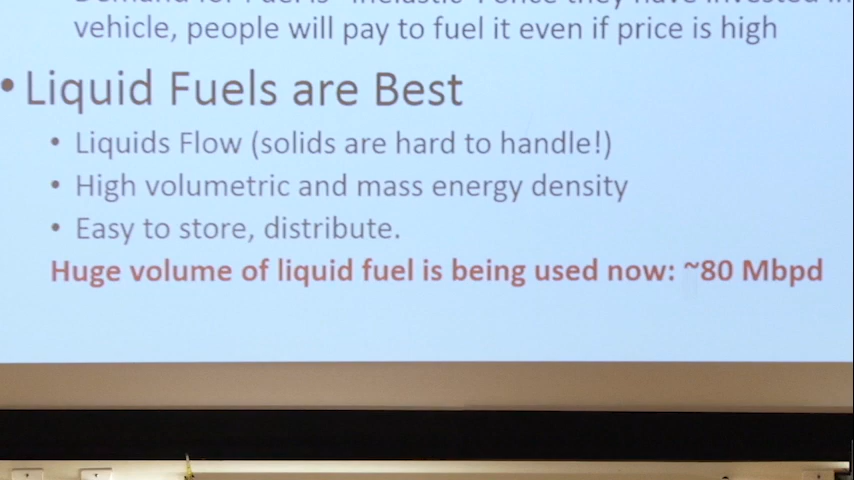 vehicle, people will pay to fuel it even if price is high
• Liquid Fuels are Best
• Liquids Flow (solids are hard to handle!)
• High volumetric and mass energy density
• Easy to store, distribute.
Huge volume of liquid fuel is being used now: ~80 Mbpd